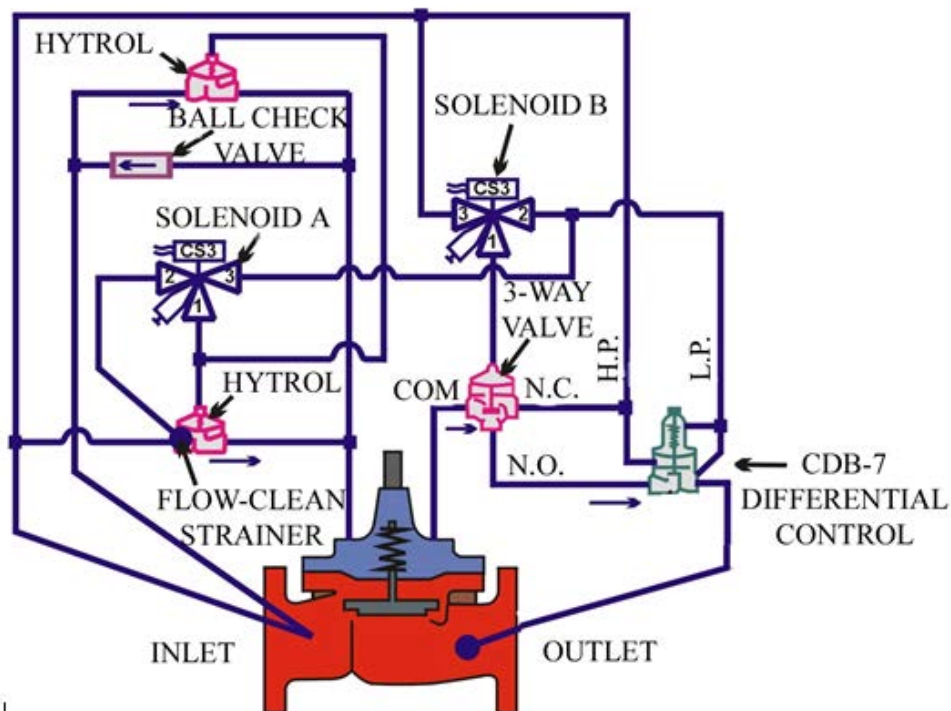 HYTROL
BALL CHECK
VALVE
SOLENOID B
CS3
3
2
1
SOLENOID A
CS3
2
3
1
3-WAY
VALVE
H.P.
L.P.
HYTROL
COM
N.C.
N.O.
FLOW-CLEAN
STRAINER
CDB-7
DIFFERENTIAL
CONTROL
INLET
OUTLET